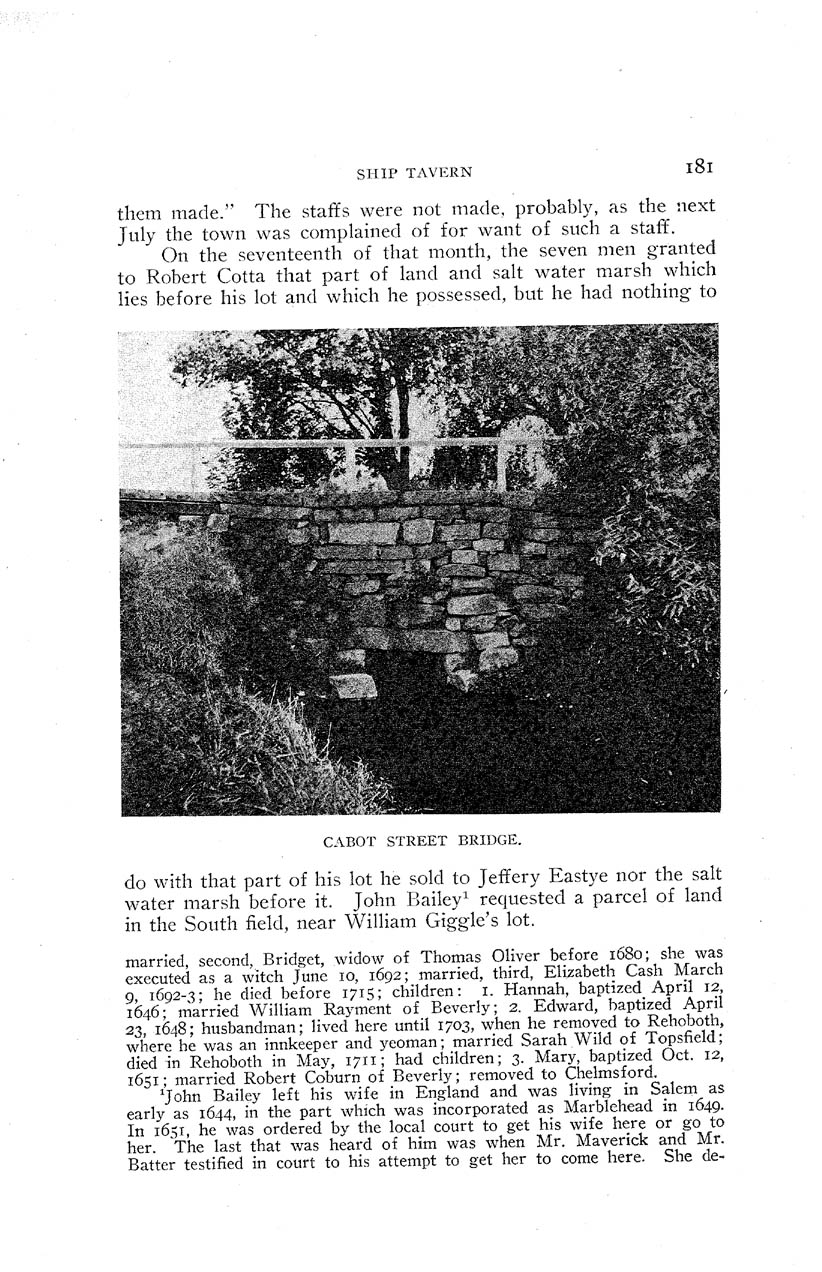 SHIP TAVERN 181
them made.” The staffs were not made, probably, as the next
July the town was complained of for want of such a staff.
On the seventeenth of that month, the seven men granted
to Robert Cotta that part of land and salt water marsh which
lies before his lot and which he possessed, but he had nothing to
CABOT STREET BRIDGE.
do with that part of his lot he sold to Jeffery Eastye nor the salt
water marsh before it. John Bailey¹ requested a parcel of land
in the South field, near William Giggle’s lot.
married, second, Bridget, widow of Thomas Oliver before 1680; she was
executed as a witch June 10, 1692; married, third, Elizabeth Cash March
9, 1692-3; he died before 1715; children: 1. Hannah, baptized April 12,
1646; married William Rayment of Beverly; 2. Edward, baptized April
23, 1648; husbandman; lived here until 1703, when he removed to Rehoboth,
where he was an innkeeper and yeoman; married Sarah Wild of Topsfield;
died in Rehoboth in May, 1711; had children; 3. Mary, baptized Oct. 12,
1651; married Robert Coburn of Beverly; removed to Chelmsford.
¹John Bailey left his wife in England and was living in Salem as
early as 1644, in the part which was incorporated as Marblehead in 1649.
In 1651, he was ordered by the local court to get his wife here or go to
her. The last that was heard of him was when Mr. Maverick and Mr.
Batter testified in court to his attempt to get her to come here. She de-